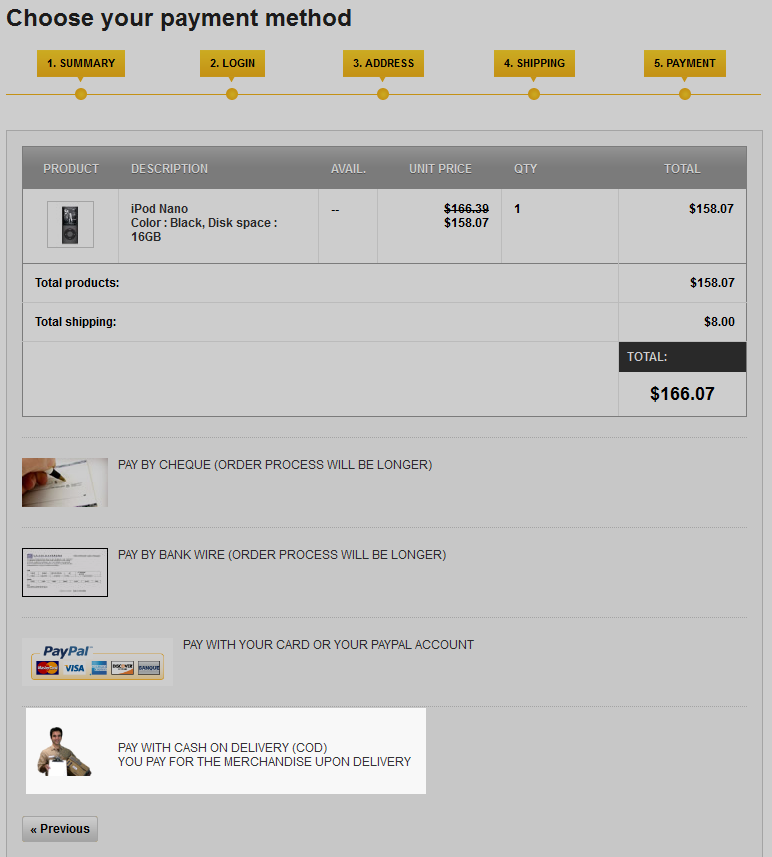 Choose your payment method
1. SUMMARY
2. LOGIN
3. ADDRESS
4. SHIPPING
5. PAYMENT
PRODUCT DESCRIPTION AVAIL. UNIT PRICE QTY TOTAL
iPod Nano -- $166.39 1 $158.07
Color : Black, Disk space : $158.07
16GB
Total products: $158.07
Total shipping: $8.00
TOTAL:
$166.07
PAY BY CHEQUE (ORDER PROCESS WILL BE LONGER)
PAY BY BANK WIRE (ORDER PROCESS WILL BE LONGER)
PayPal
PAY WITH YOUR CARD OR YOUR PAYPAL ACCOUNT
MasterCard VISA DISCOVER BANQUE
PAY WITH CASH ON DELIVERY (COD)
YOU PAY FOR THE MERCHANDISE UPON DELIVERY
« Previous